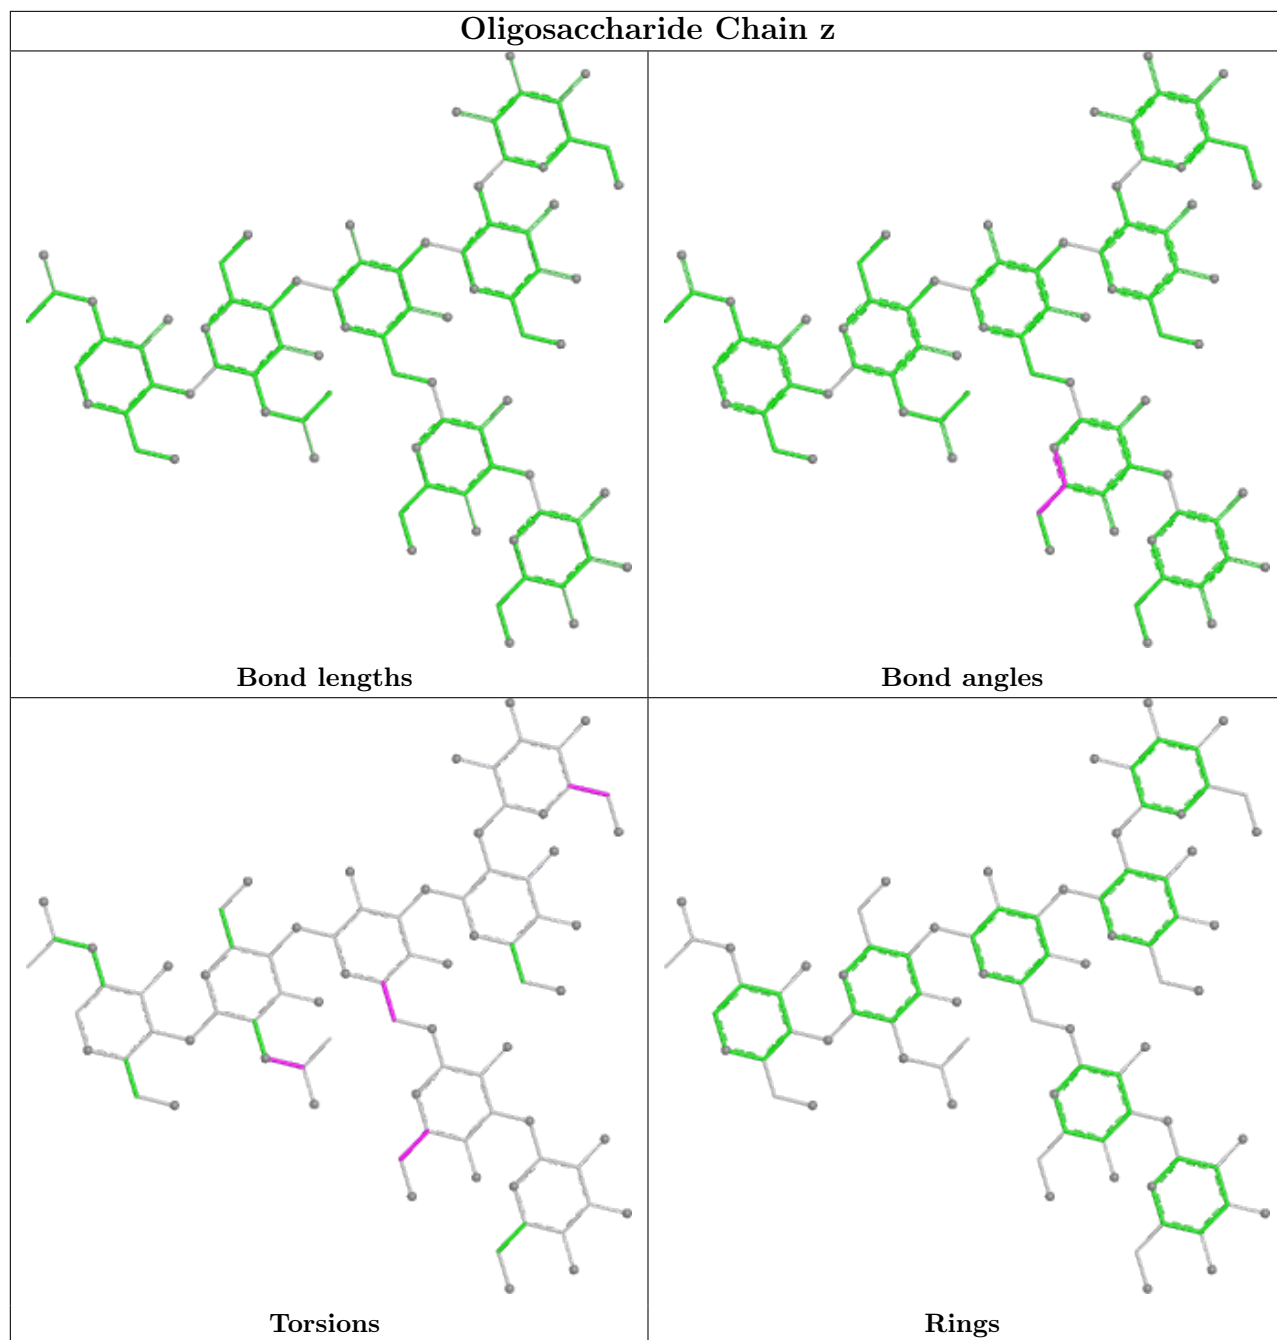 Oligosaccharide Chain z
Bond lengths
Bond angles
Torsions
Rings